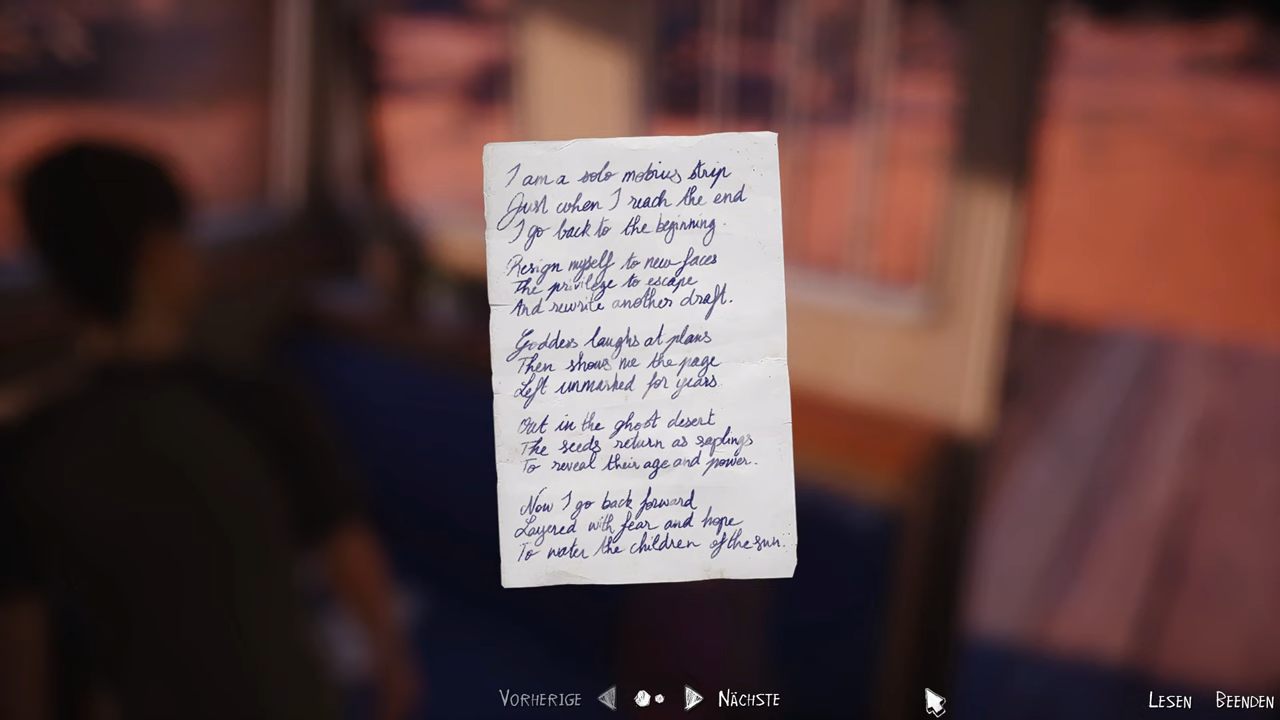 I am a solo mobius strip
Just when I reach the end
I go back to the beginning.
Resign myself to new faces
The privilege to escape
And rewrite another draft.
Goddess laughs at plans
Then shows me the page
Left unmarked for years.
Out in the ghost desert
The seeds return as saplings
To reveal their age and power.
Now I go back forward
Layered with fear and hope
To water the children of the sun.
VORHERIGE NÄCHSTE LESEN BEENDEN